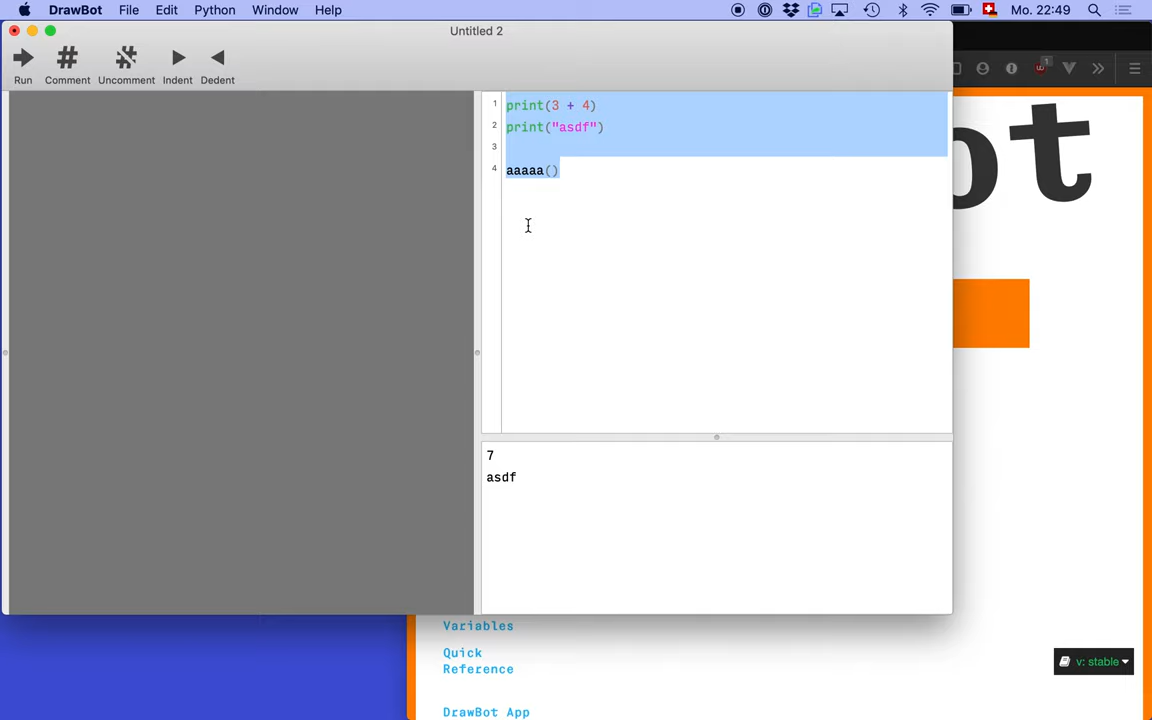 DrawBot File Edit Python Window Help Mo. 22:49
Untitled 2
Run Comment Uncomment Indent Dedent
1 print(3 + 4)
2 print("asdf")
3
4 aaaaa()
7
asdf
ot
1
Variables
Quick
Reference
DrawBot App
v: stable